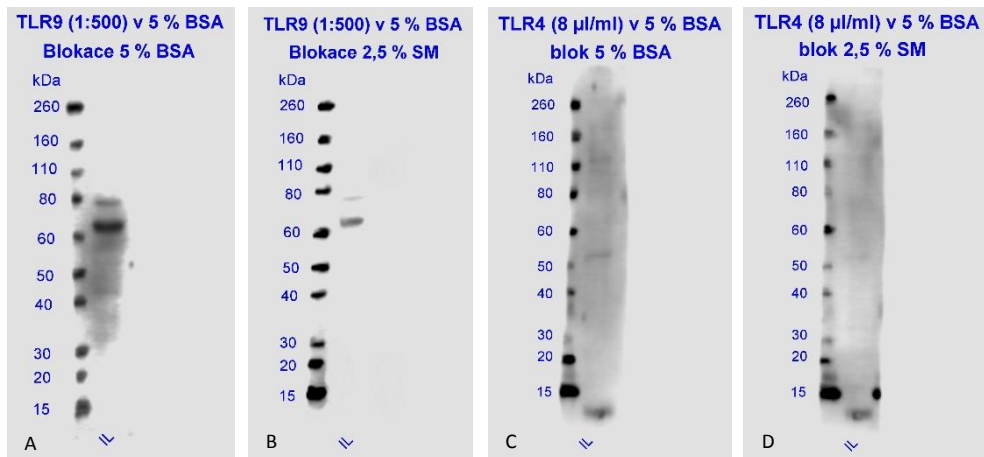 TLR9 (1:500) v 5 % BSA
Blokace 5 % BSA
kDa
260
160
110
80
60
50
40
30
20
15
A
IL
TLR9 (1:500) v 5 % BSA
Blokace 2,5 % SM
kDa
260
160
110
80
60
50
40
30
20
15
B
IL
TLR4 (8 µl/ml) v 5 % BSA
blok 5 % BSA
kDa
260
160
110
80
60
50
40
30
20
15
C
IL
TLR4 (8 µl/ml) v 5 % BSA
blok 2,5 % SM
kDa
260
160
110
80
60
50
40
30
20
15
D
IL